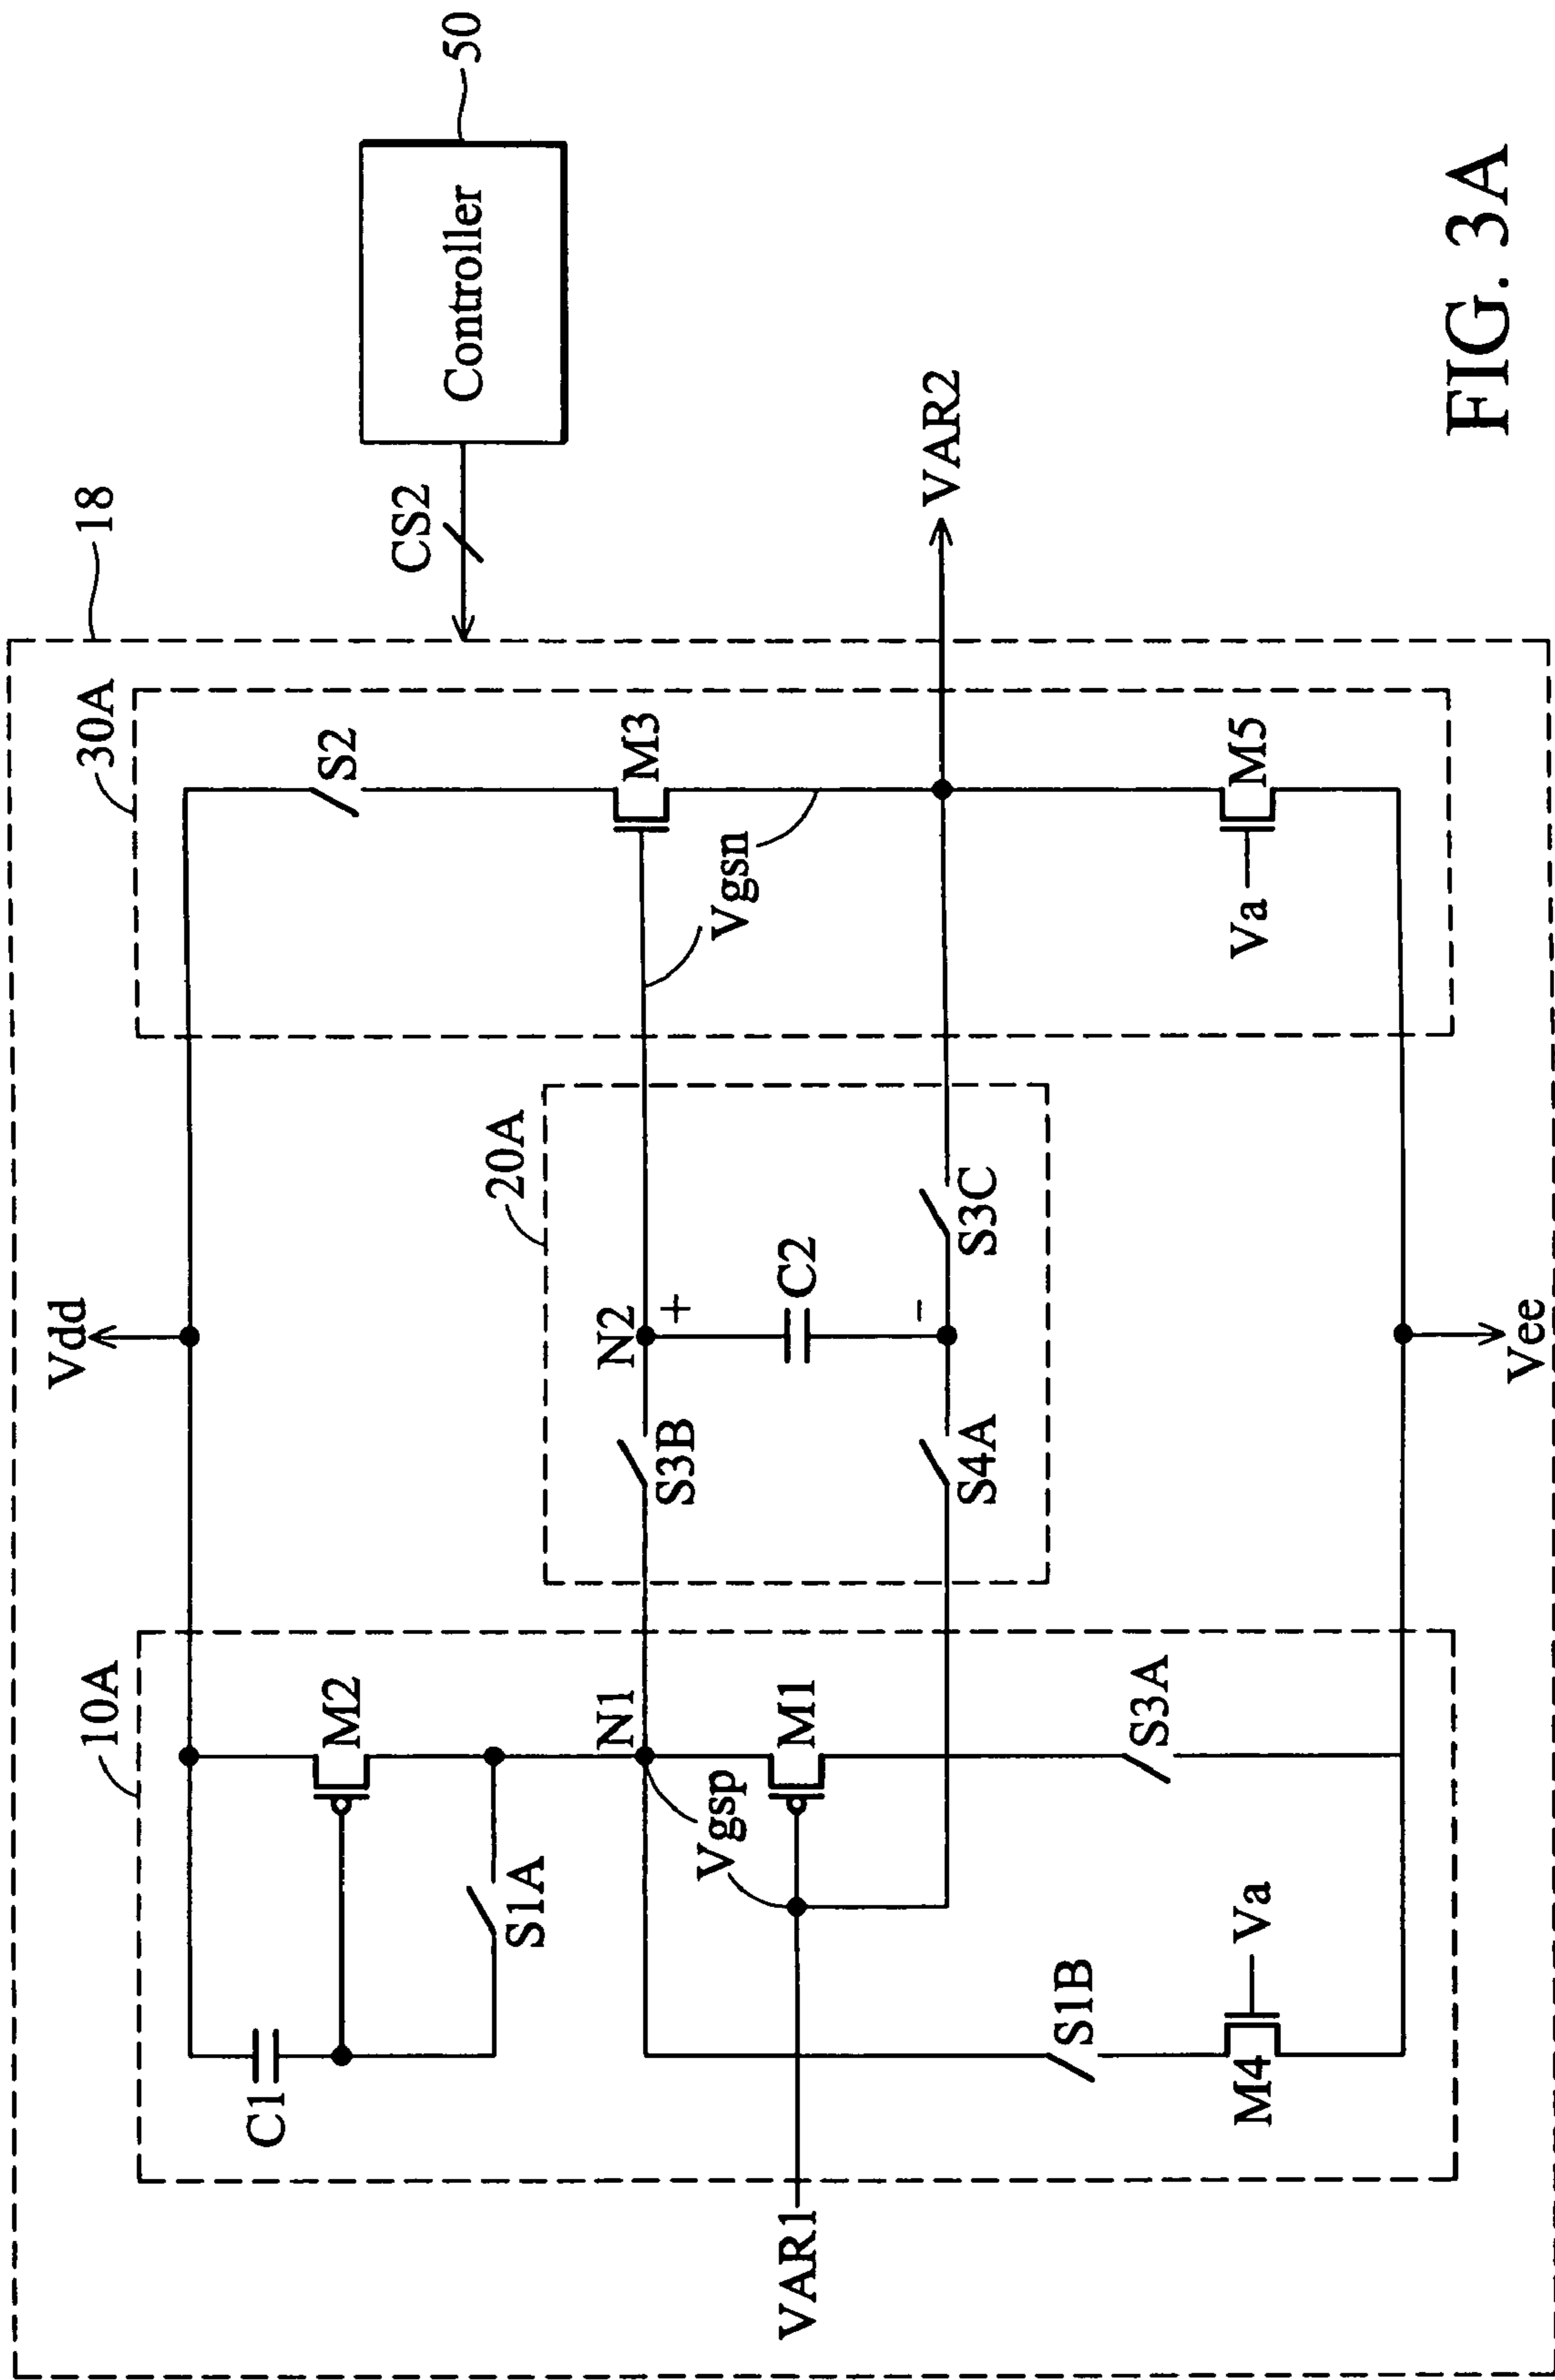 18
50
Controller
CS2
10A
Vdd
30A
C1
M2
S2
S1A
20A
N1
N2
M3
S3B
+
Vgsn
Vgsp
C2
VAR1
M1
-
VAR2
S4A
S3C
S1B
S3A
M4
Va
Va
M5
Vee
FIG. 3A